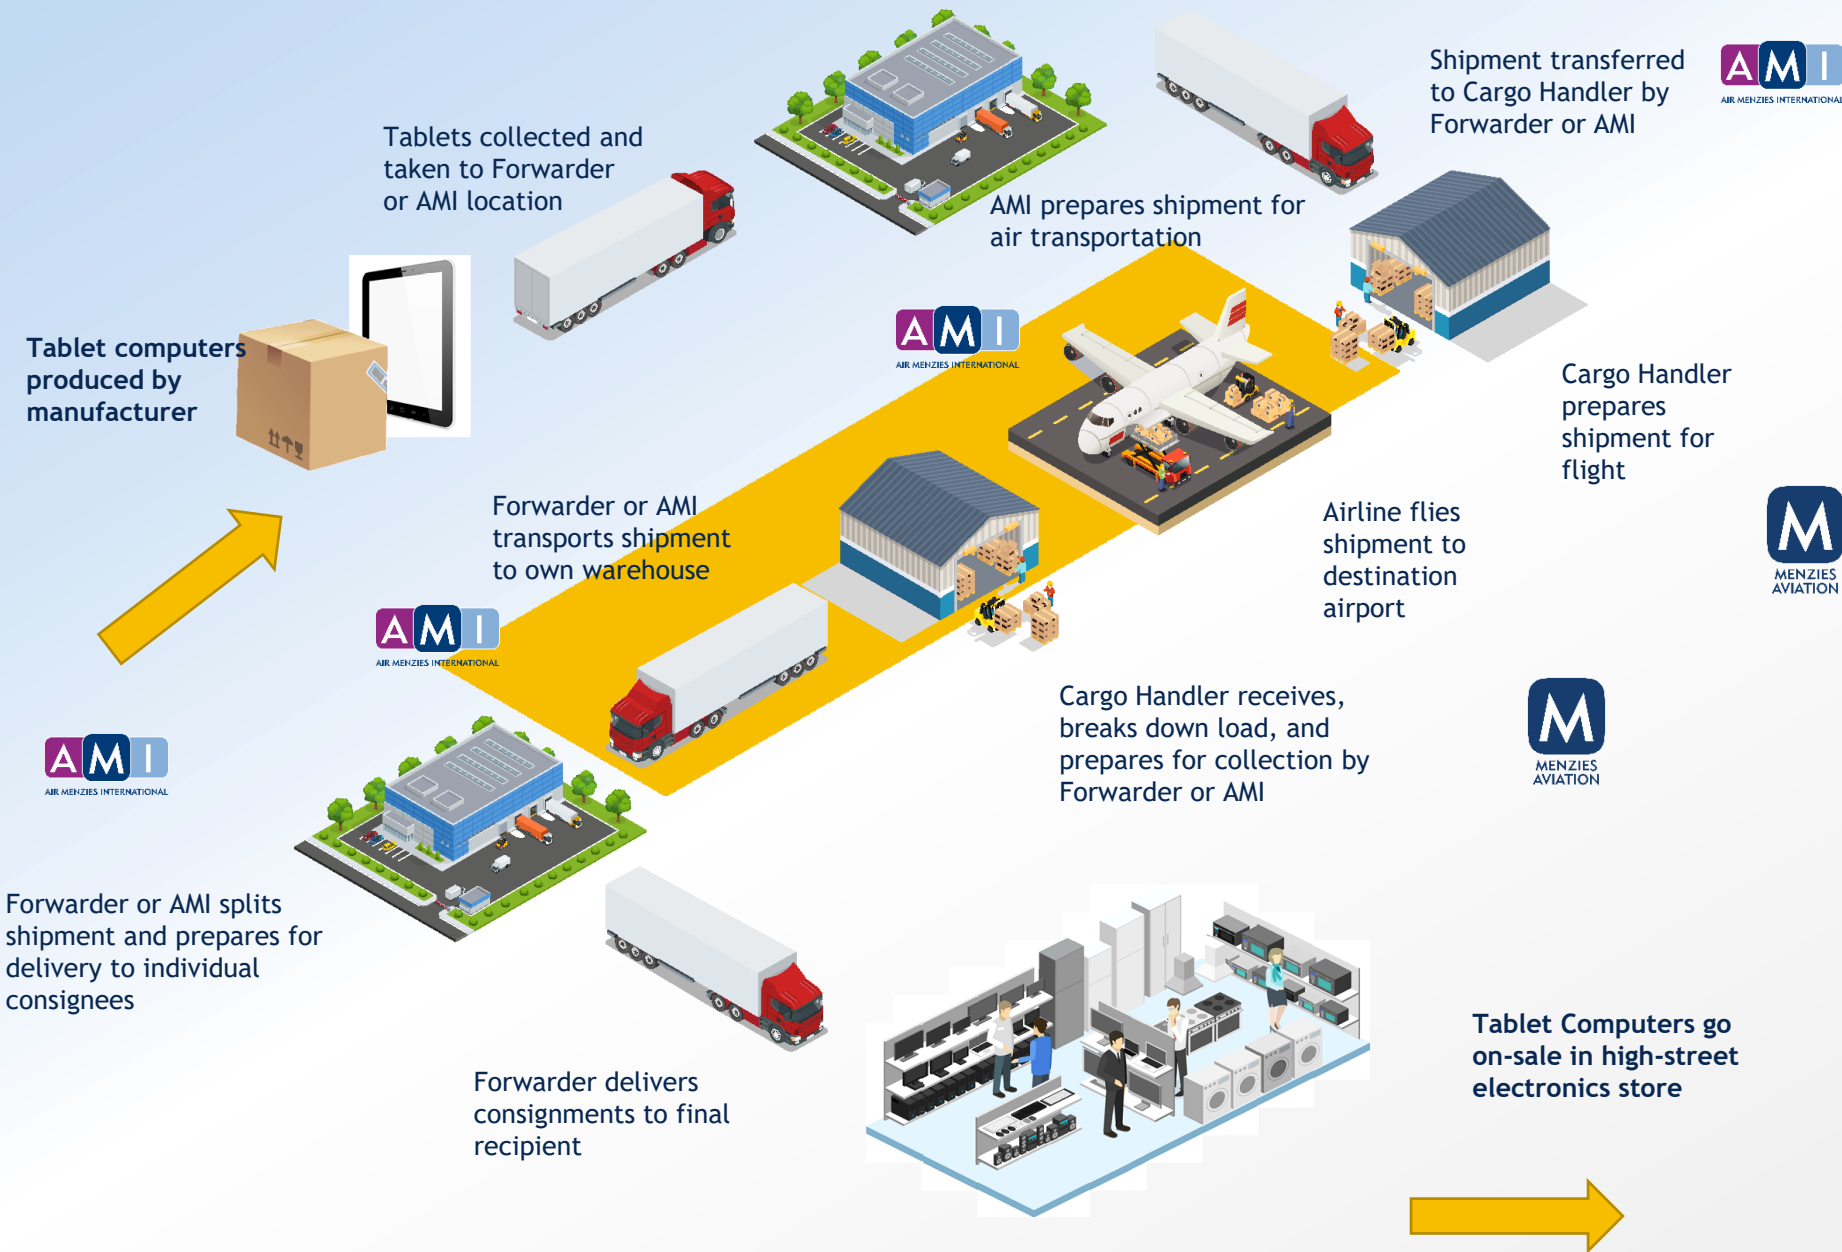 Tablet computers
produced by
manufacturer
Tablets collected and
taken to Forwarder
or AMI location
AMI prepares shipment for
air transportation
AMI
AIR MENZIES INTERNATIONAL
Shipment transferred
to Cargo Handler by
Forwarder or AMI
AMI
AIR MENZIES INTERNATIONAL
Cargo Handler
prepares
shipment for
flight
M
MENZIES
AVIATION
Airline flies
shipment to
destination
airport
Cargo Handler receives,
breaks down load, and
prepares for collection by
Forwarder or AMI
M
MENZIES
AVIATION
Forwarder or AMI
transports shipment
to own warehouse
AMI
AIR MENZIES INTERNATIONAL
AMI
AIR MENZIES INTERNATIONAL
Forwarder or AMI splits
shipment and prepares for
delivery to individual
consignees
Forwarder delivers
consignments to final
recipient
Tablet Computers go
on-sale in high-street
electronics store